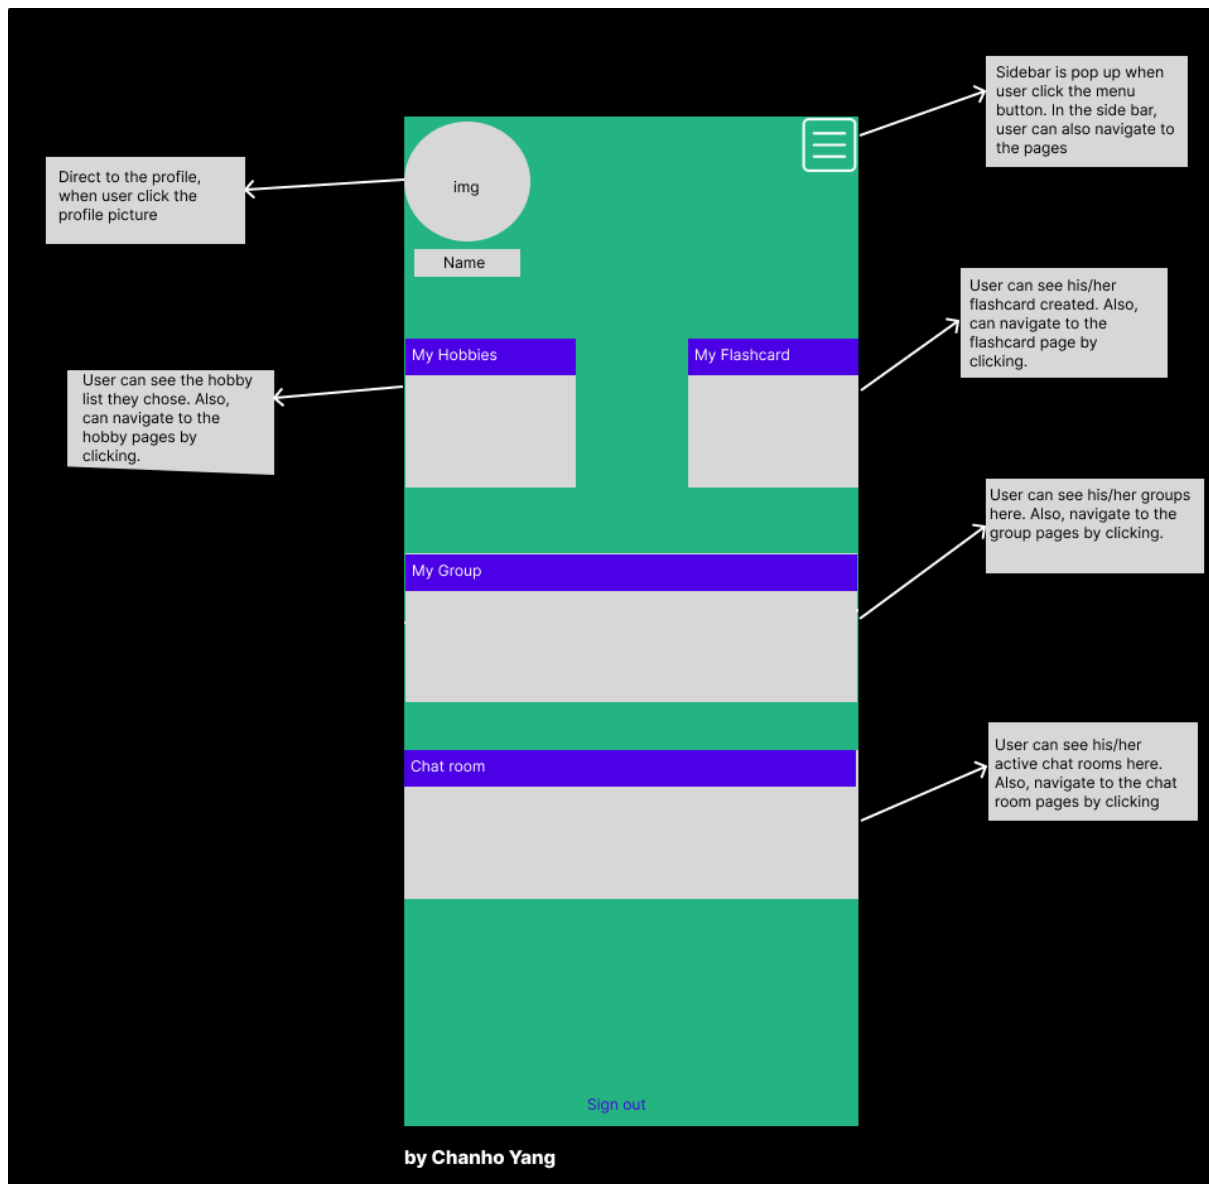 Sidebar is pop up when
user click the menu
button. In the side bar,
user can also navigate to
the pages
Direct to the profile,
when user click the
profile picture
img
Name
User can see his/her
flashcard created. Also,
can navigate to the
flashcard page by
clicking.
My Hobbies
My Flashcard
User can see the hobby
list they chose. Also,
can navigate to the
hobby pages by
clicking.
User can see his/her groups
here. Also, navigate to the
group pages by clicking.
My Group
User can see his/her
active chat rooms here.
Also, navigate to the chat
room pages by clicking
Chat room
Sign out
by Chanho Yang